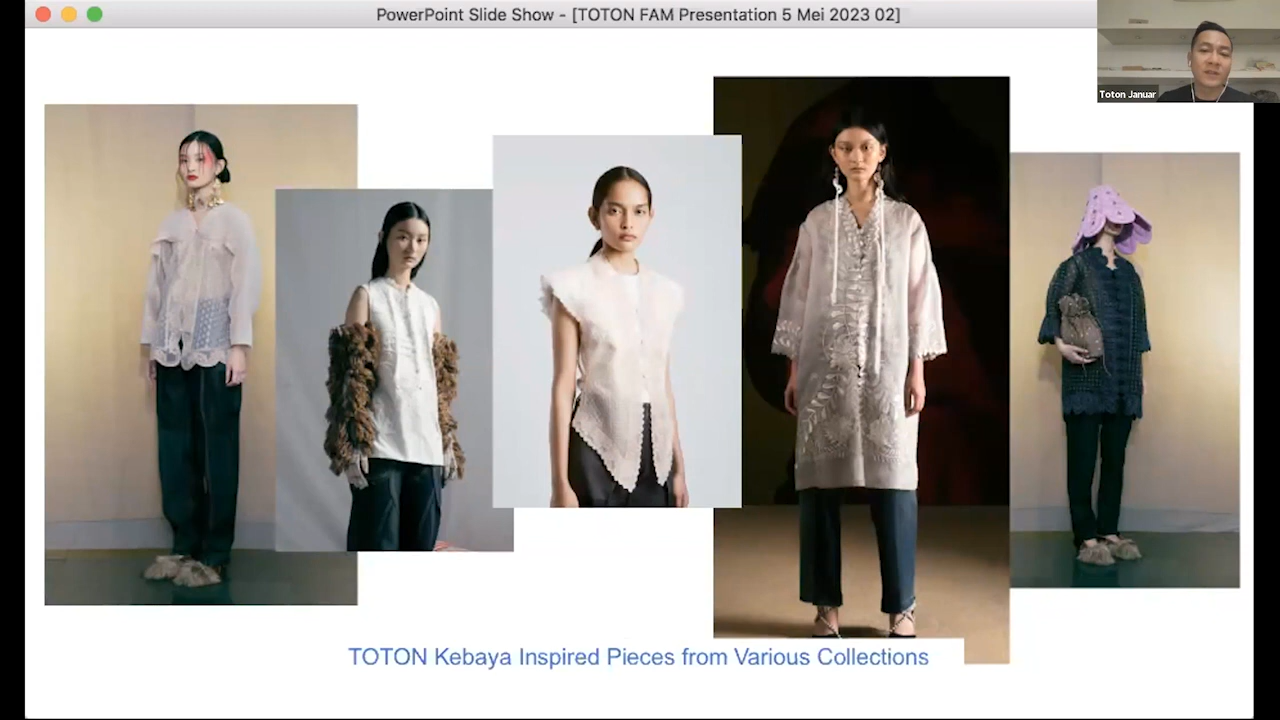 PowerPoint Slide Show - [TOTON FAM Presentation 5 Mei 2023 02]
Toton Januar
TOTON Kebaya Inspired Pieces from Various Collections